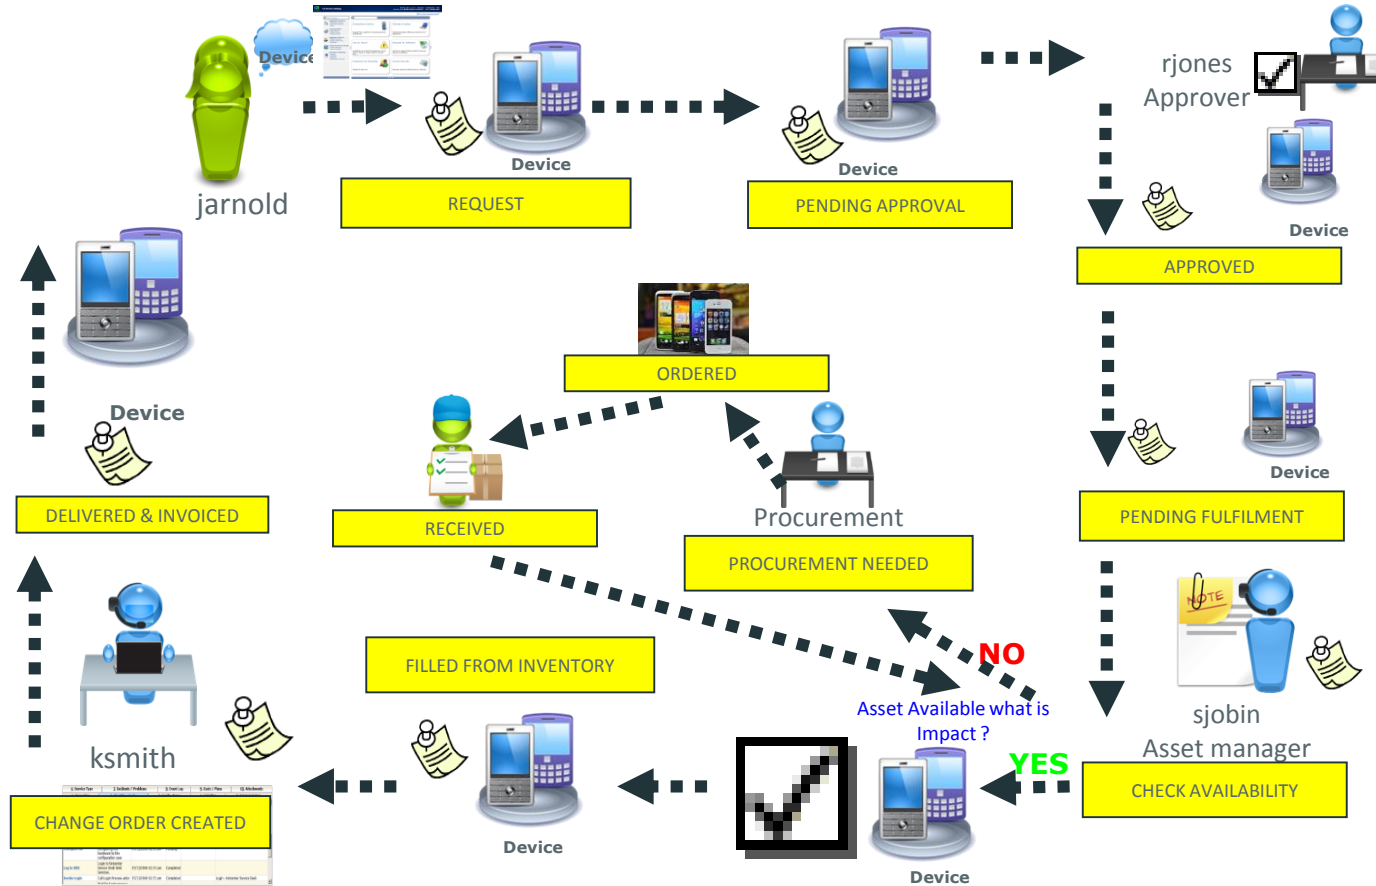 Device
jarnold
Device
REQUEST
Device
PENDING APPROVAL
rjones
Approver
Device
APPROVED
ORDERED
Device
DELIVERED & INVOICED
RECEIVED
Procurement
PROCUREMENT NEEDED
Device
PENDING FULFILMENT
NOTE
sjobin
Asset manager
CHECK AVAILABILITY
NO
Asset Available what is
Impact ?
YES
Device
FILLED FROM INVENTORY
Device
ksmith
CHANGE ORDER CREATED